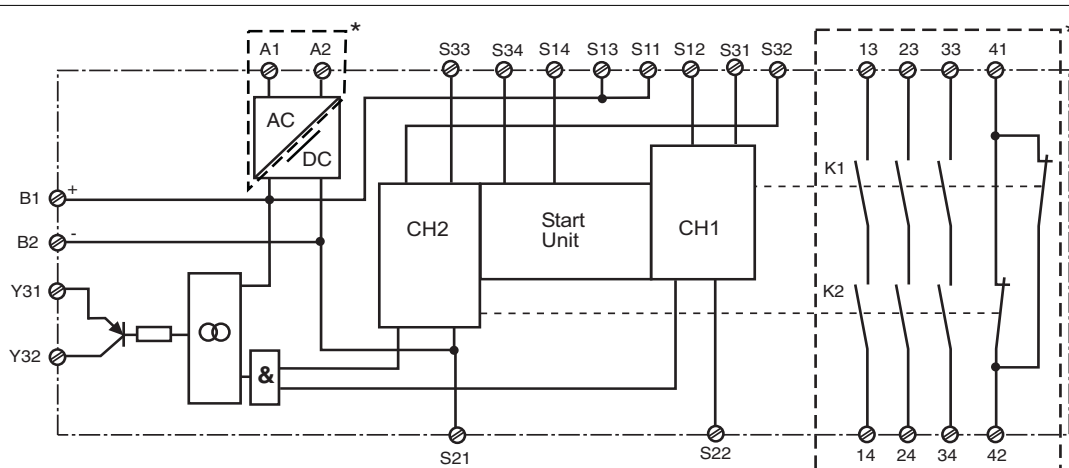 *
*
A1 A2 S33 S34 S14 S13 S11 S12 S31 S32 13 23 33 41
AC
DC
K1
B1 +
CH2
Start
Unit
CH1
B2 -
Y31
K2
Y32
&
S21 S22 14 24 34 42